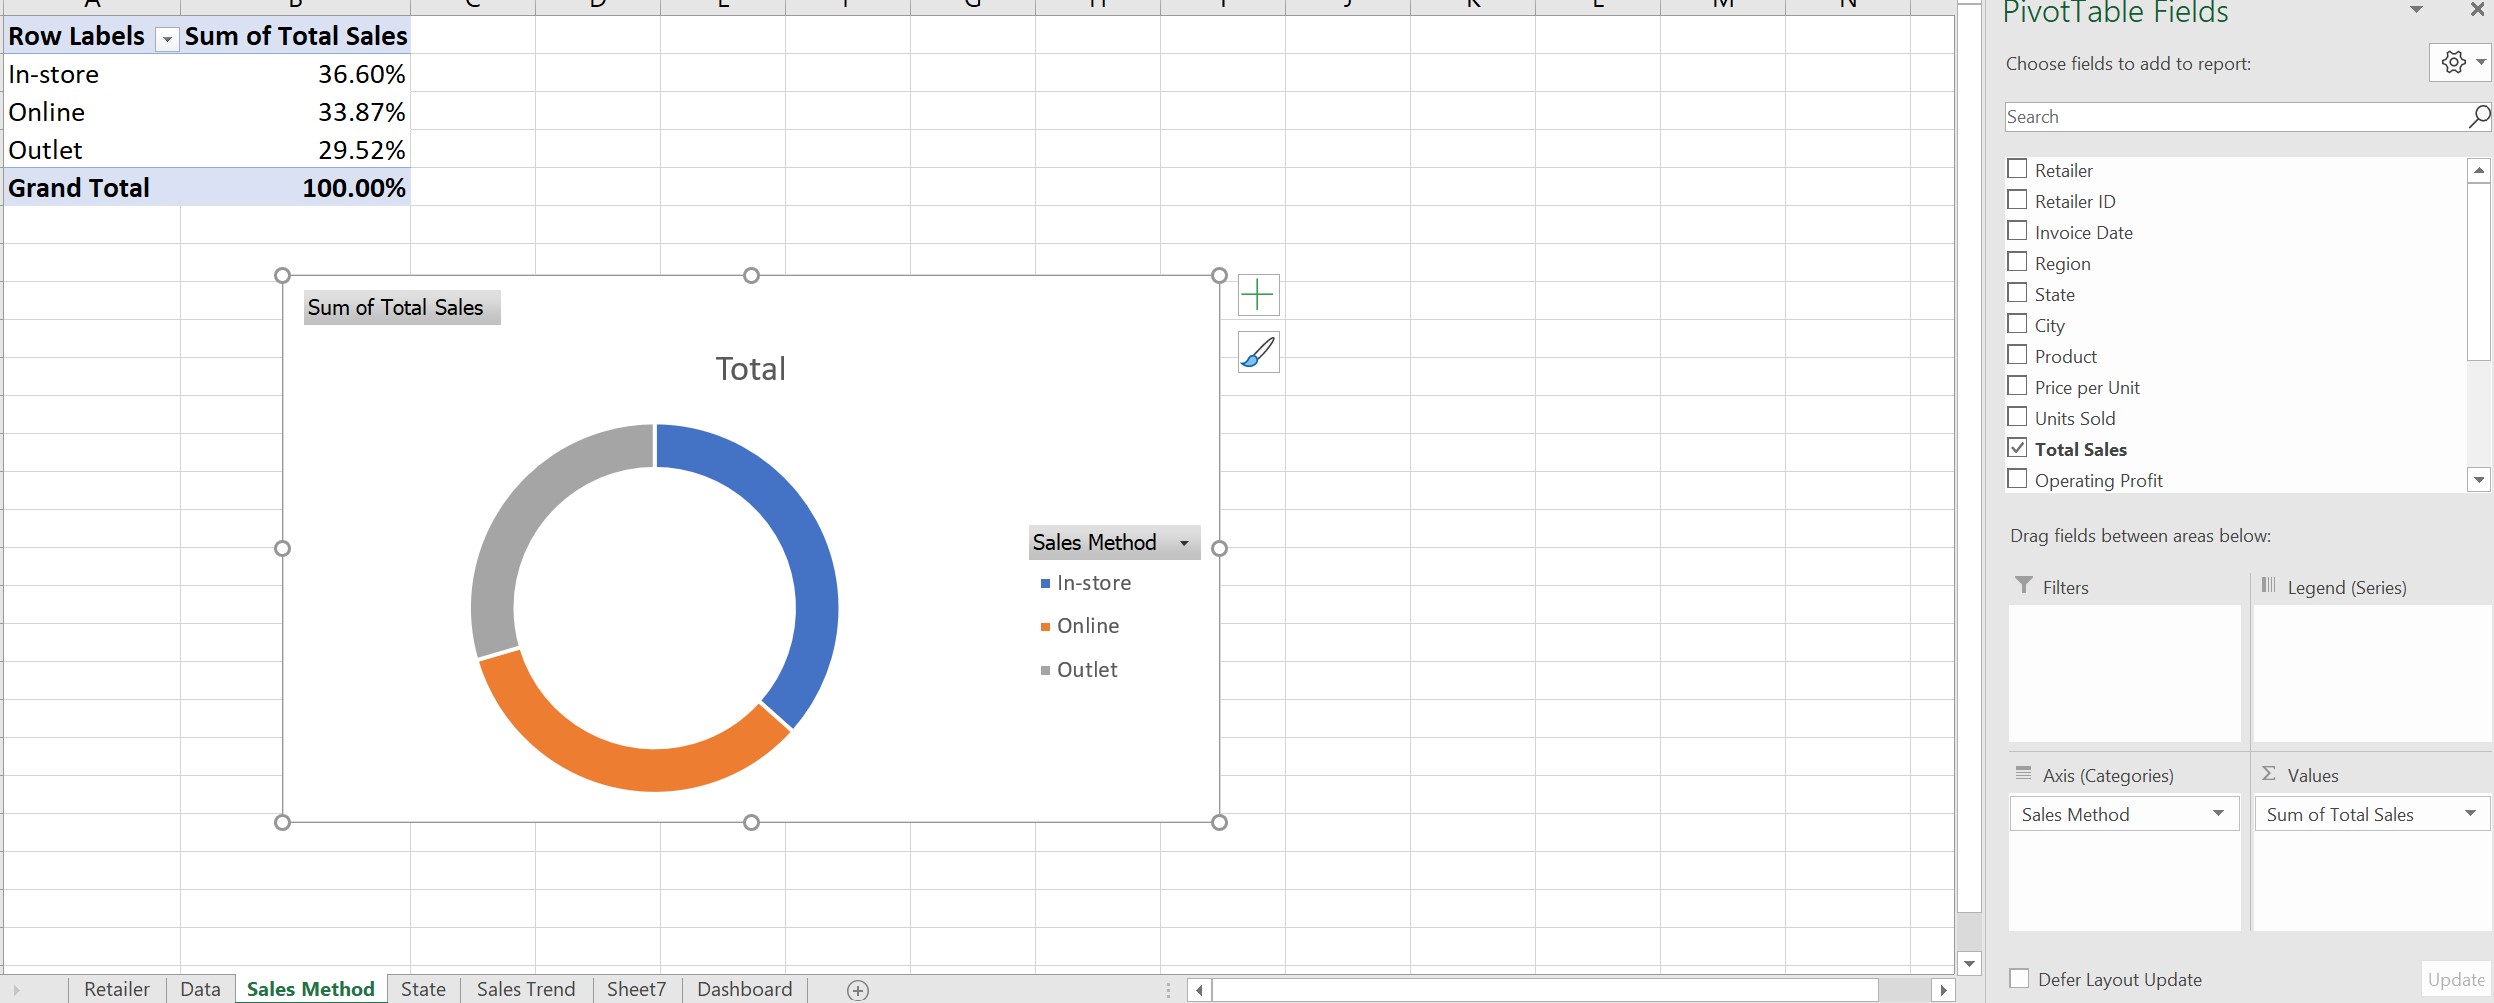 A B C D E F G H I J K L M N
Row Labels Sum of Total Sales
In-store 36.60%
Online 33.87%
Outlet 29.52%
Grand Total 100.00%
Sum of Total Sales
Total
Sales Method
In-store
Online
Outlet
Retailer Data Sales Method State Sales Trend Sheet7 Dashboard
PivotTable Fields
Choose fields to add to report:
Search
Retailer
Retailer ID
Invoice Date
Region
State
City
Product
Price per Unit
Units Sold
Total Sales
Operating Profit
Drag fields between areas below:
Filters
Legend (Series)
Axis (Categories)
Σ Values
Sales Method
Sum of Total Sales
Defer Layout Update
Update